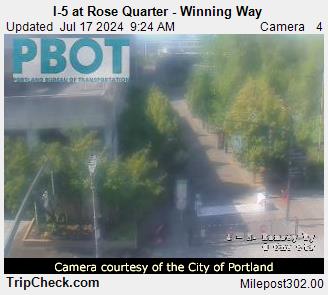 I-5 at Rose Quarter - Winning Way
Updated Jul 17 2024 9:24 AM Camera 4
PBOT
PORTLAND BUREAU OF TRANSPORTATION
Camera courtesy of the City of Portland
TripCheck.com Milepost302.00